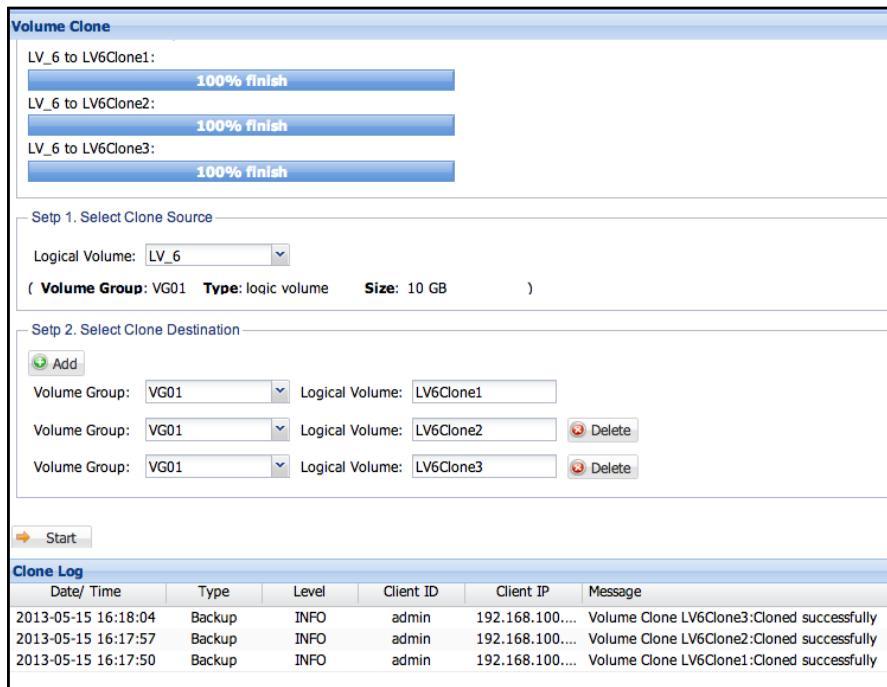 Volume Clone
LV_6 to LV6Clone1:
100% finish
LV_6 to LV6Clone2:
100% finish
LV_6 to LV6Clone3:
100% finish
Setp 1. Select Clone Source
Logical Volume: LV_6
( Volume Group: VG01 Type: logic volume Size: 10 GB )
Setp 2. Select Clone Destination
Add
Volume Group: VG01 Logical Volume: LV6Clone1
Volume Group: VG01 Logical Volume: LV6Clone2 Delete
Volume Group: VG01 Logical Volume: LV6Clone3 Delete
Start
Clone Log
Date/ Time Type Level Client ID Client IP Message
2013-05-15 16:18:04 Backup INFO admin 192.168.100.... Volume Clone LV6Clone3:Cloned successfully
2013-05-15 16:17:57 Backup INFO admin 192.168.100.... Volume Clone LV6Clone2:Cloned successfully
2013-05-15 16:17:50 Backup INFO admin 192.168.100.... Volume Clone LV6Clone1:Cloned successfully